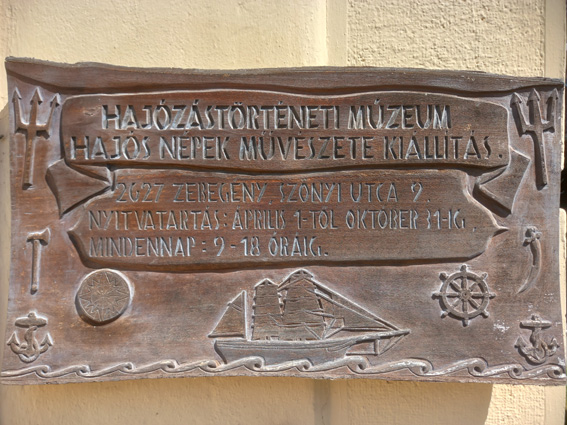 HAJÓZÁSTÖRTÉNETI MÚZEUM
HAJÓS NÉPEK MŰVÉSZETE KIÁLLÍTÁS.
2627 ZEBEGÉNY SZŐNYI UTCA 9.
NYITVATARTÁS: ÁPRILIS 1-TŐL OKTÓBER 31-IG.
MINDENNAP: 9-18 ÓRÁIG.